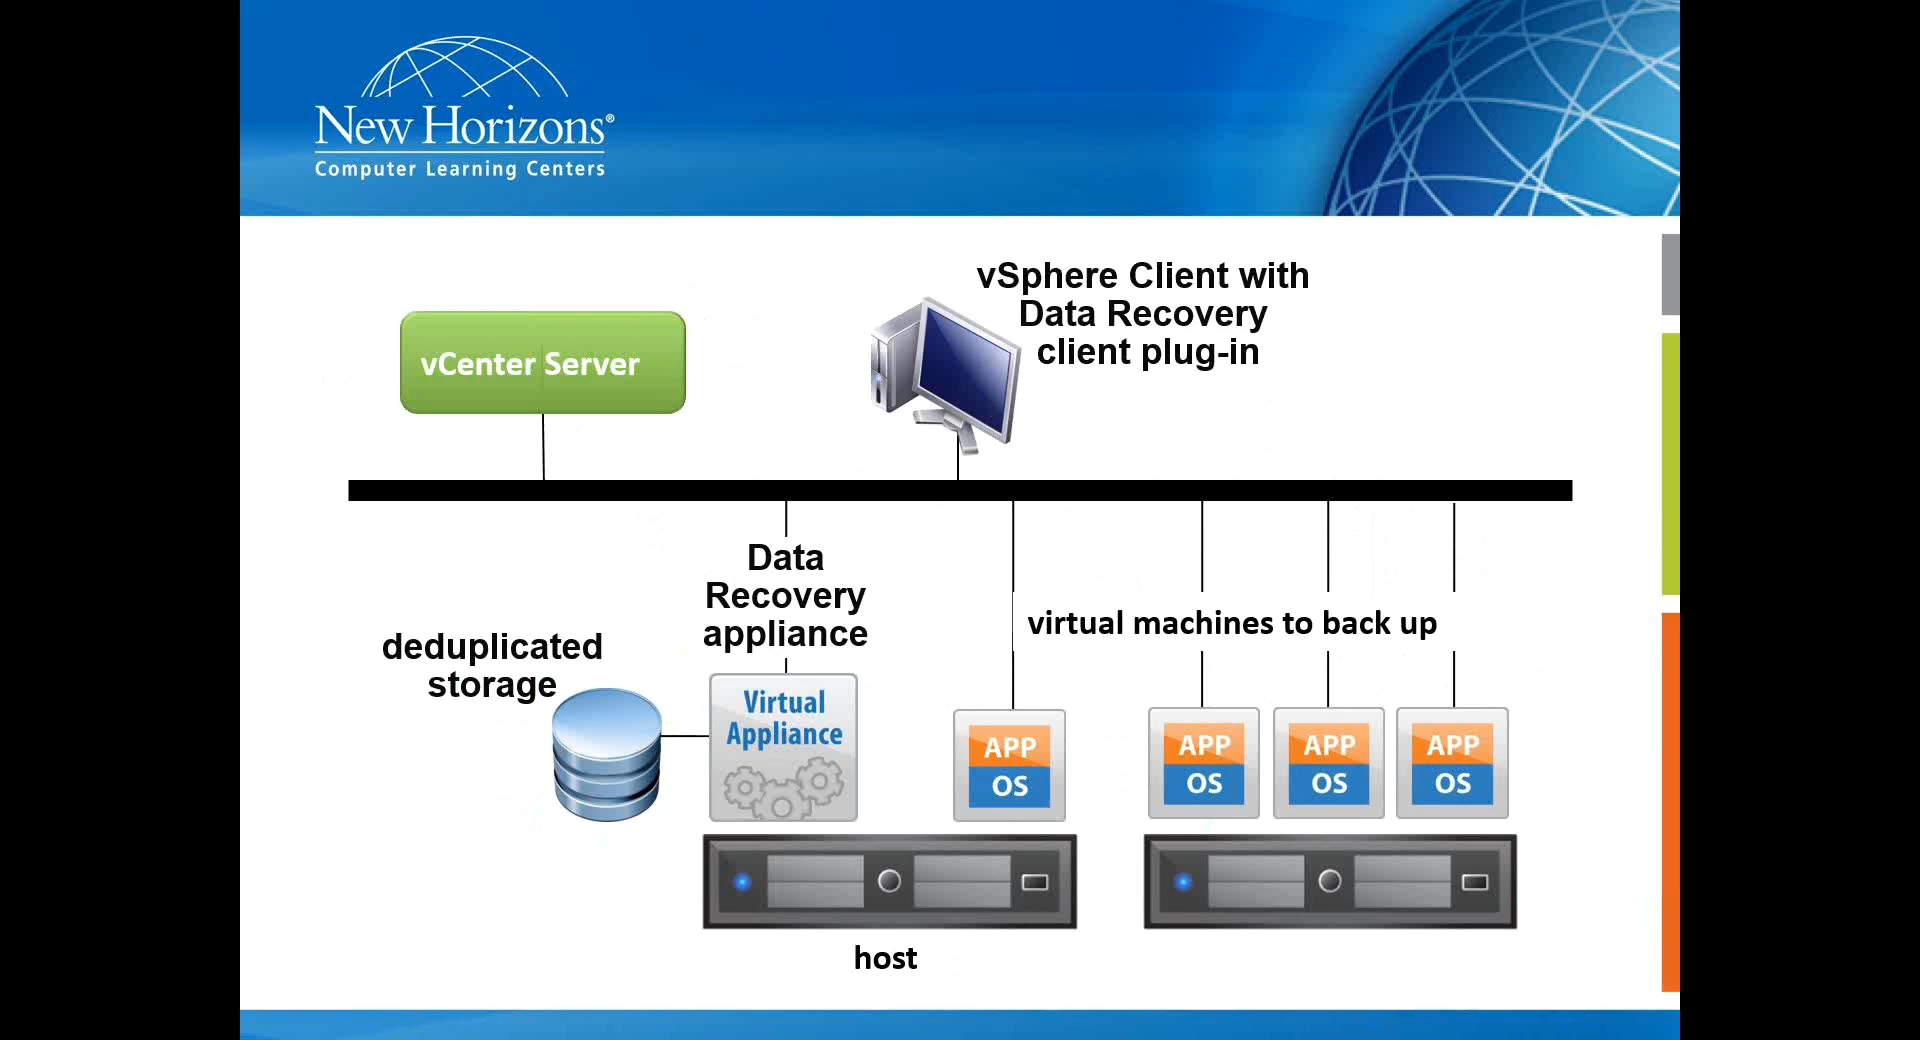 New Horizons®
Computer Learning Centers
vSphere Client with
Data Recovery
client plug-in
vCenter Server
Data
Recovery
appliance
virtual machines to back up
deduplicated
storage
Virtual
Appliance
APP
OS
APP
OS
APP
OS
APP
OS
host